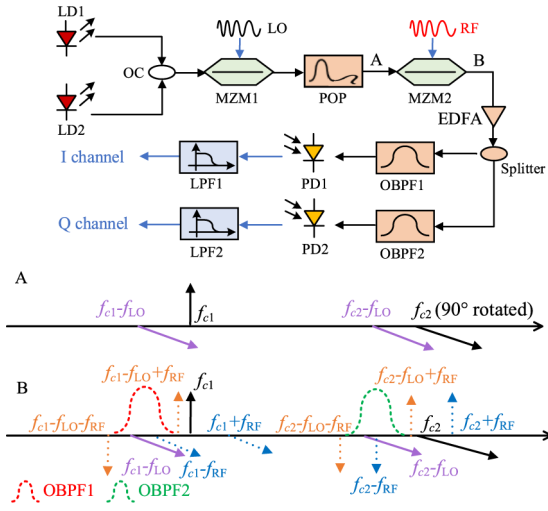 LD1
LO
RF
OC
A
B
MZM1
POP
MZM2
LD2
EDFA
I channel
LPF1
PD1
OBPF1
Splitter
Q channel
LPF2
PD2
OBPF2
A
fc1-fLO
fc1
fc2-fLO
fc2 (90° rotated)
B
fc1-fLO+fRF
fc1
fc2-fLO+fRF
fc1-fLO-fRF
fc1+fRF
fc2-fLO-fRF
fc2
fc2+fRF
fc1-fLO
fc1-fRF
fc2-fLO
fc2-fRF
OBPF1
OBPF2